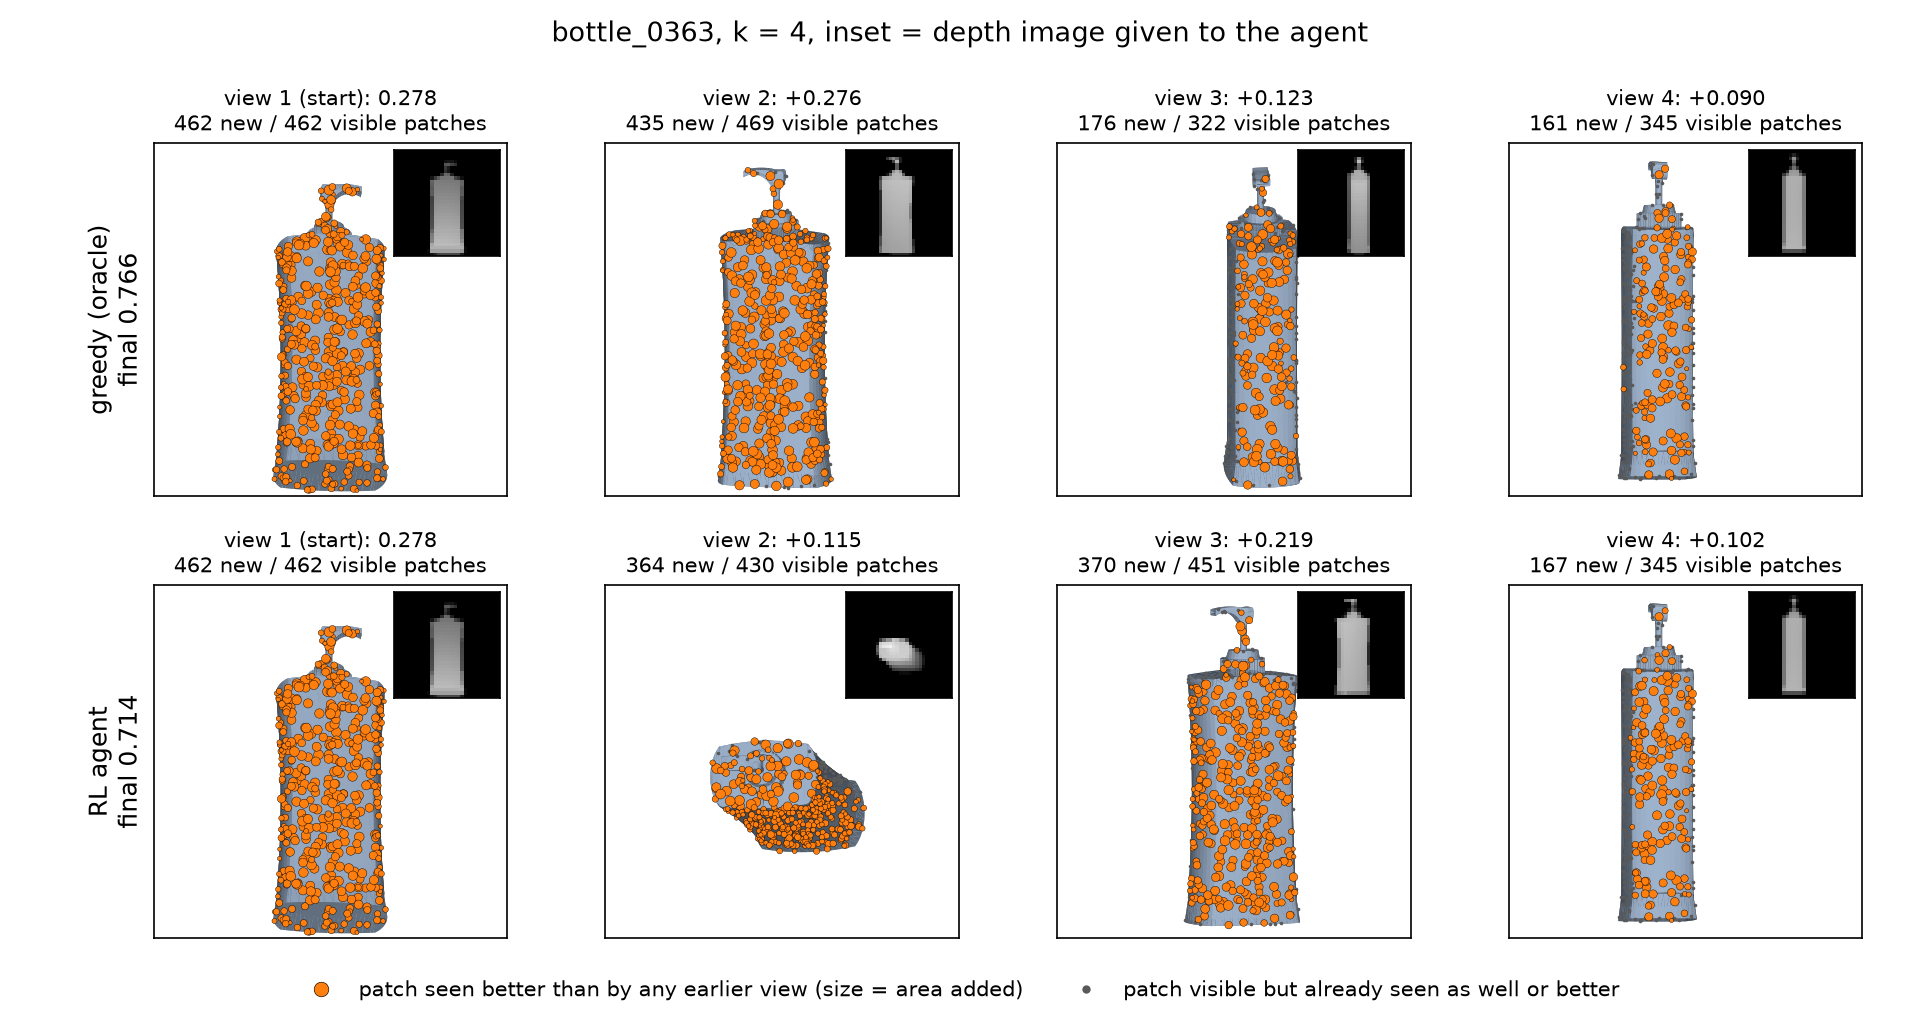 bottle_0363, k = 4, inset = depth image given to the agent
greedy (oracle)
final 0.766
view 1 (start): 0.278
462 new / 462 visible patches
view 2: +0.276
435 new / 469 visible patches
view 3: +0.123
176 new / 322 visible patches
view 4: +0.090
161 new / 345 visible patches
RL agent
final 0.714
view 1 (start): 0.278
462 new / 462 visible patches
view 2: +0.115
364 new / 430 visible patches
view 3: +0.219
370 new / 451 visible patches
view 4: +0.102
167 new / 345 visible patches
patch seen better than by any earlier view (size = area added)
patch visible but already seen as well or better